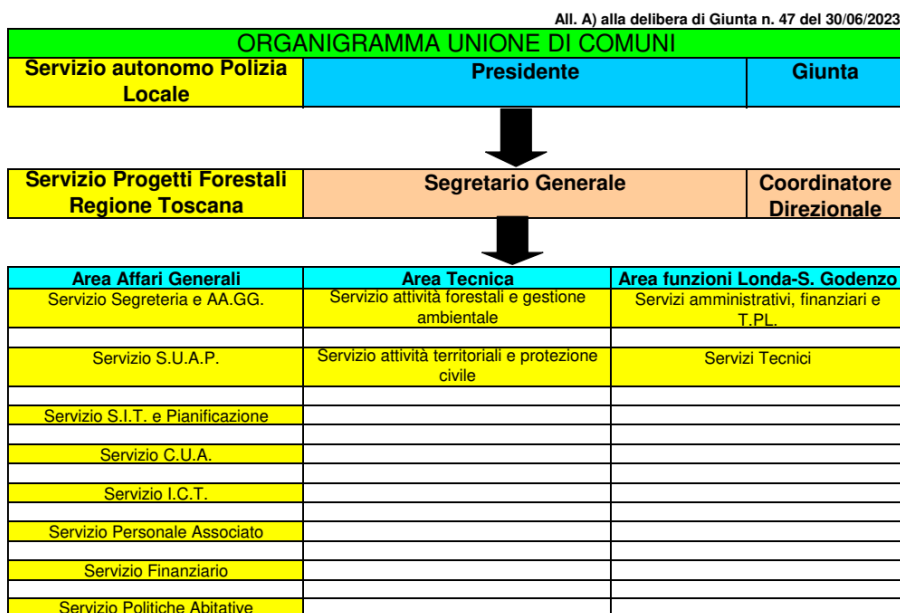 All. A) alla delibera di Giunta n. 47 del 30/06/2023
ORGANIGRAMMA UNIONE DI COMUNI
Servizio autonomo Polizia
Locale
Presidente
Giunta
Servizio Progetti Forestali
Regione Toscana
Segretario Generale
Coordinatore
Direzionale
Area Affari Generali
Area Tecnica
Area funzioni Londa-S. Godenzo
Servizio Segreteria e AA.GG.
Servizio attività forestali e gestione
ambientale
Servizi amministrativi, finanziari e
T.PL.
Servizio S.U.A.P.
Servizio attività territoriali e protezione
civile
Servizi Tecnici
Servizio S.I.T. e Pianificazione
Servizio C.U.A.
Servizio I.C.T.
Servizio Personale Associato
Servizio Finanziario
Servizio Politiche Abitative